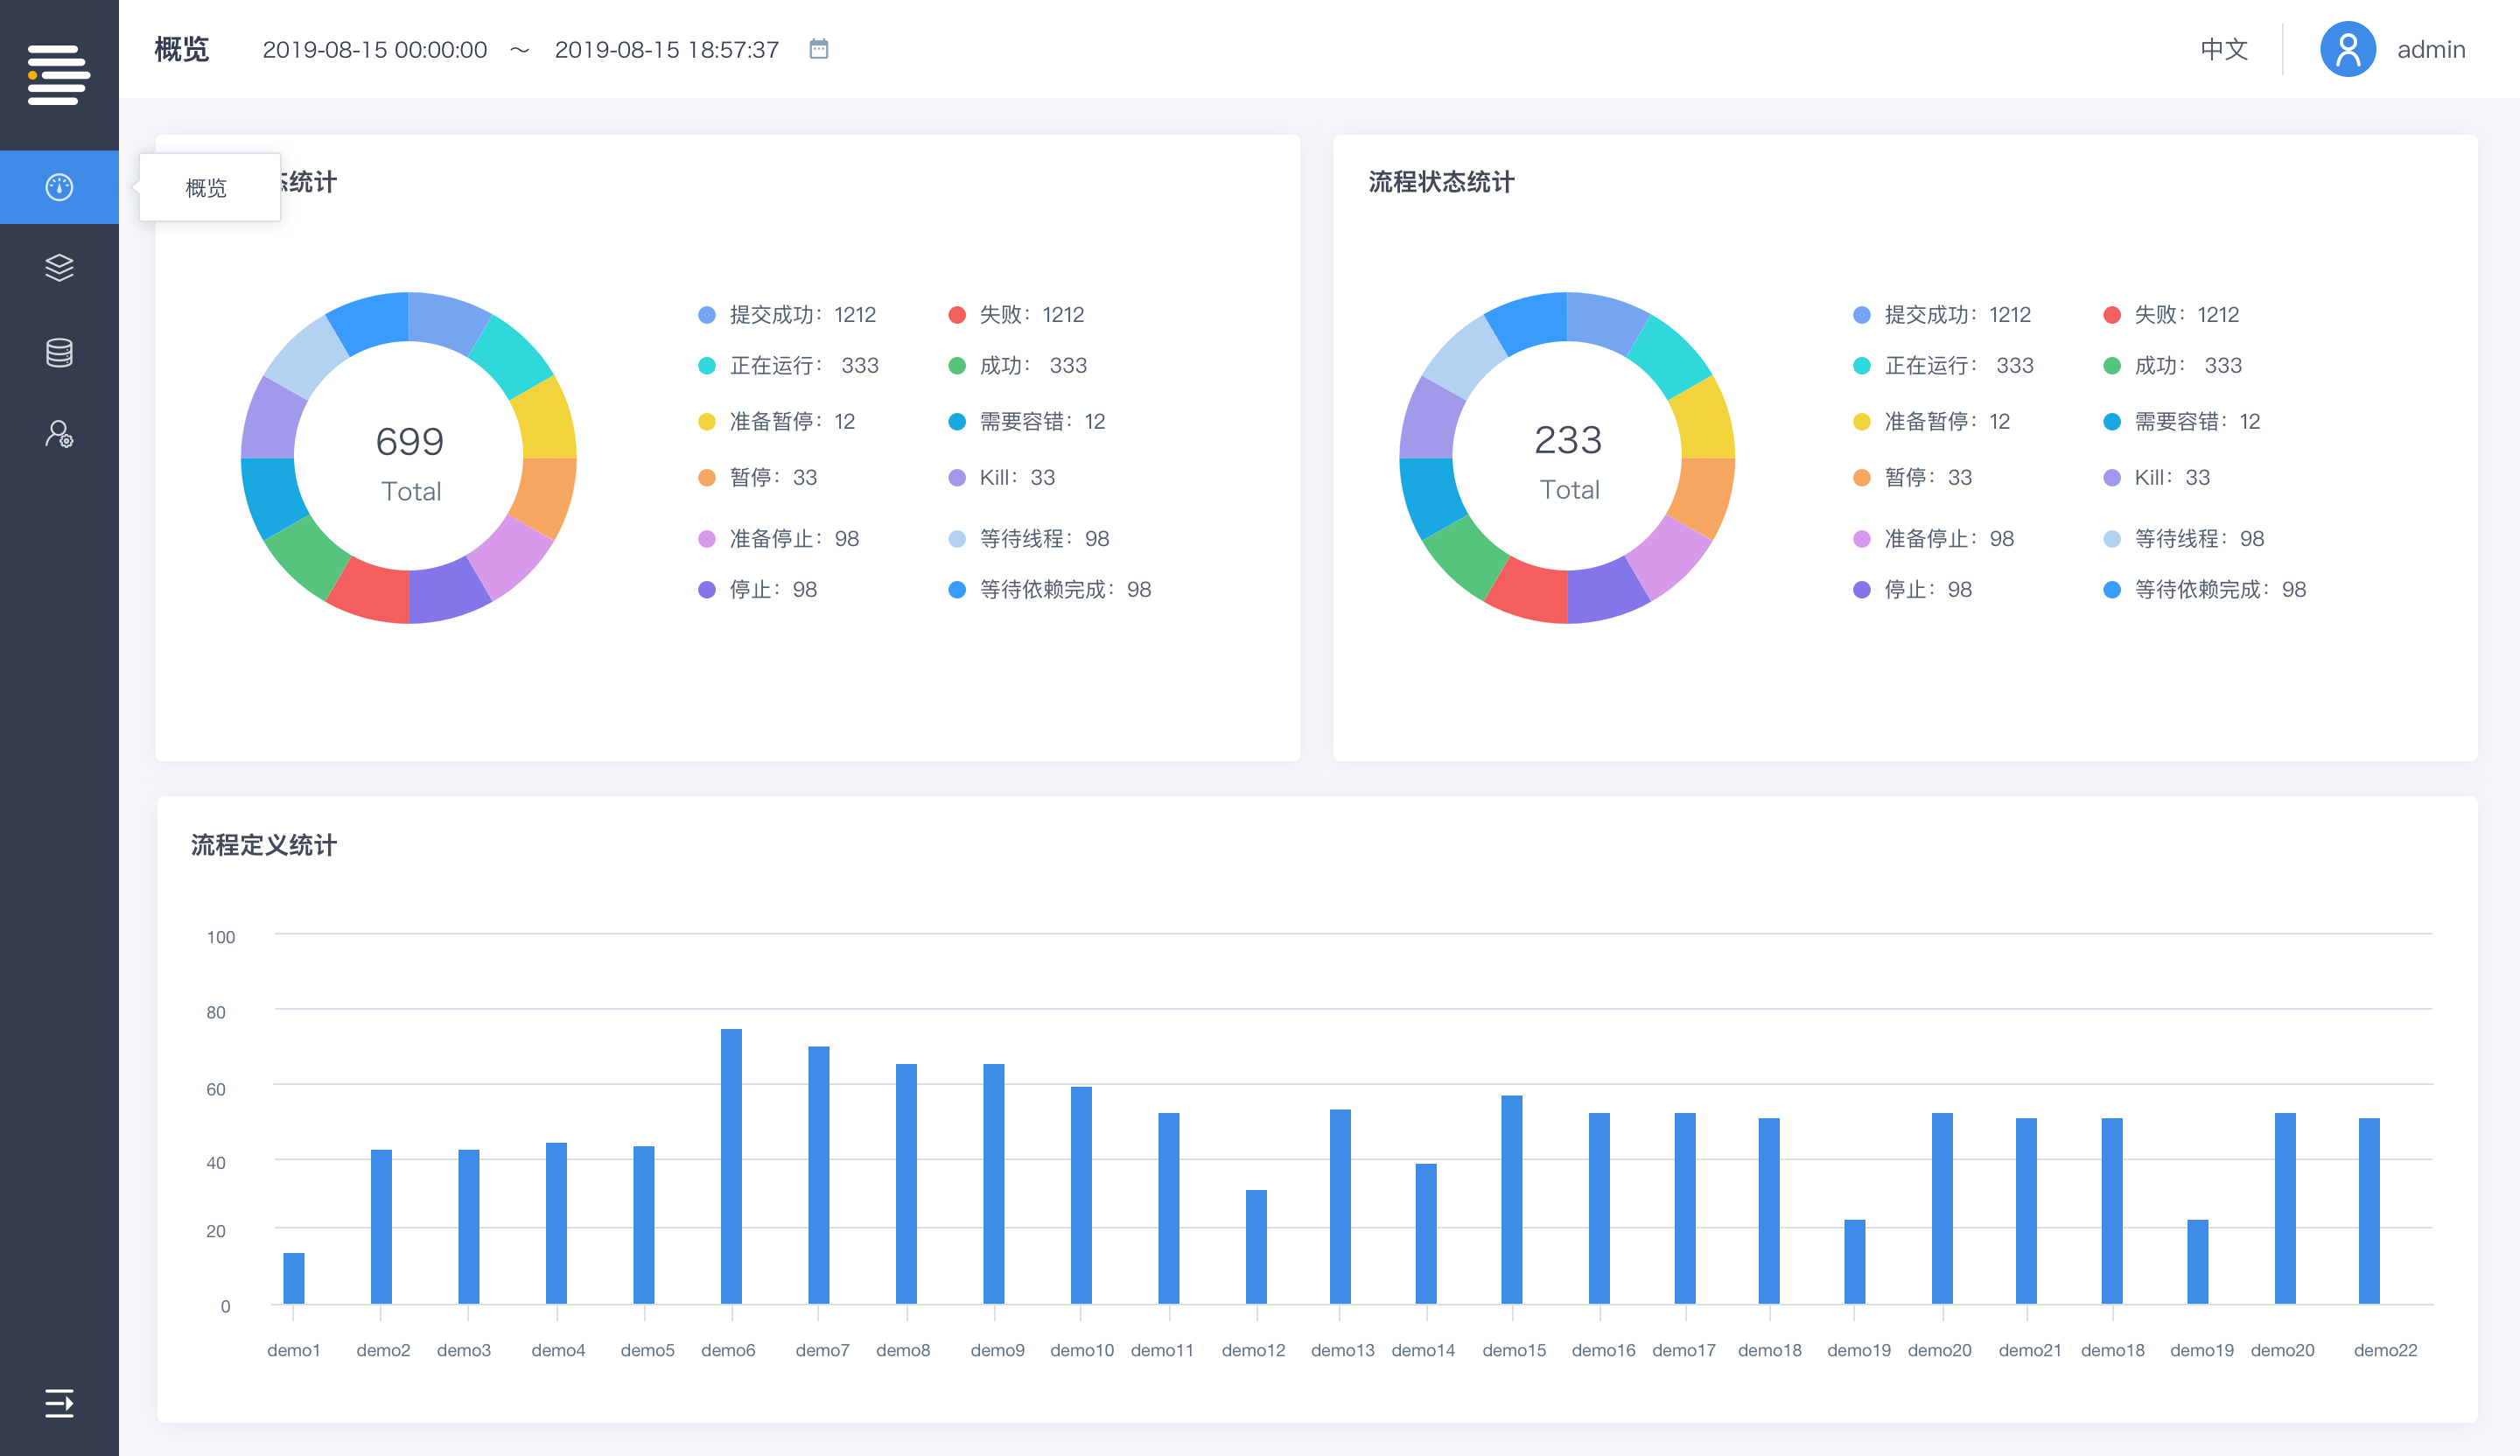 概览 2019-08-15 00:00:00 ～ 2019-08-15 18:57:37 中文 admin
概览
统计
流程状态统计
699
Total
提交成功：1212 失败：1212
正在运行： 333 成功： 333
准备暂停：12 需要容错：12
暂停：33 Kill：33
准备停止：98 等待线程：98
停止：98 等待依赖完成：98
233
Total
提交成功：1212 失败：1212
正在运行： 333 成功： 333
准备暂停：12 需要容错：12
暂停：33 Kill：33
准备停止：98 等待线程：98
停止：98 等待依赖完成：98
流程定义统计
100
80
60
40
20
0
demo1 demo2 demo3 demo4 demo5 demo6 demo7 demo8 demo9 demo10 demo11 demo12 demo13 demo14 demo15 demo16 demo17 demo18 demo19 demo20 demo21 demo18 demo19 demo20 demo22